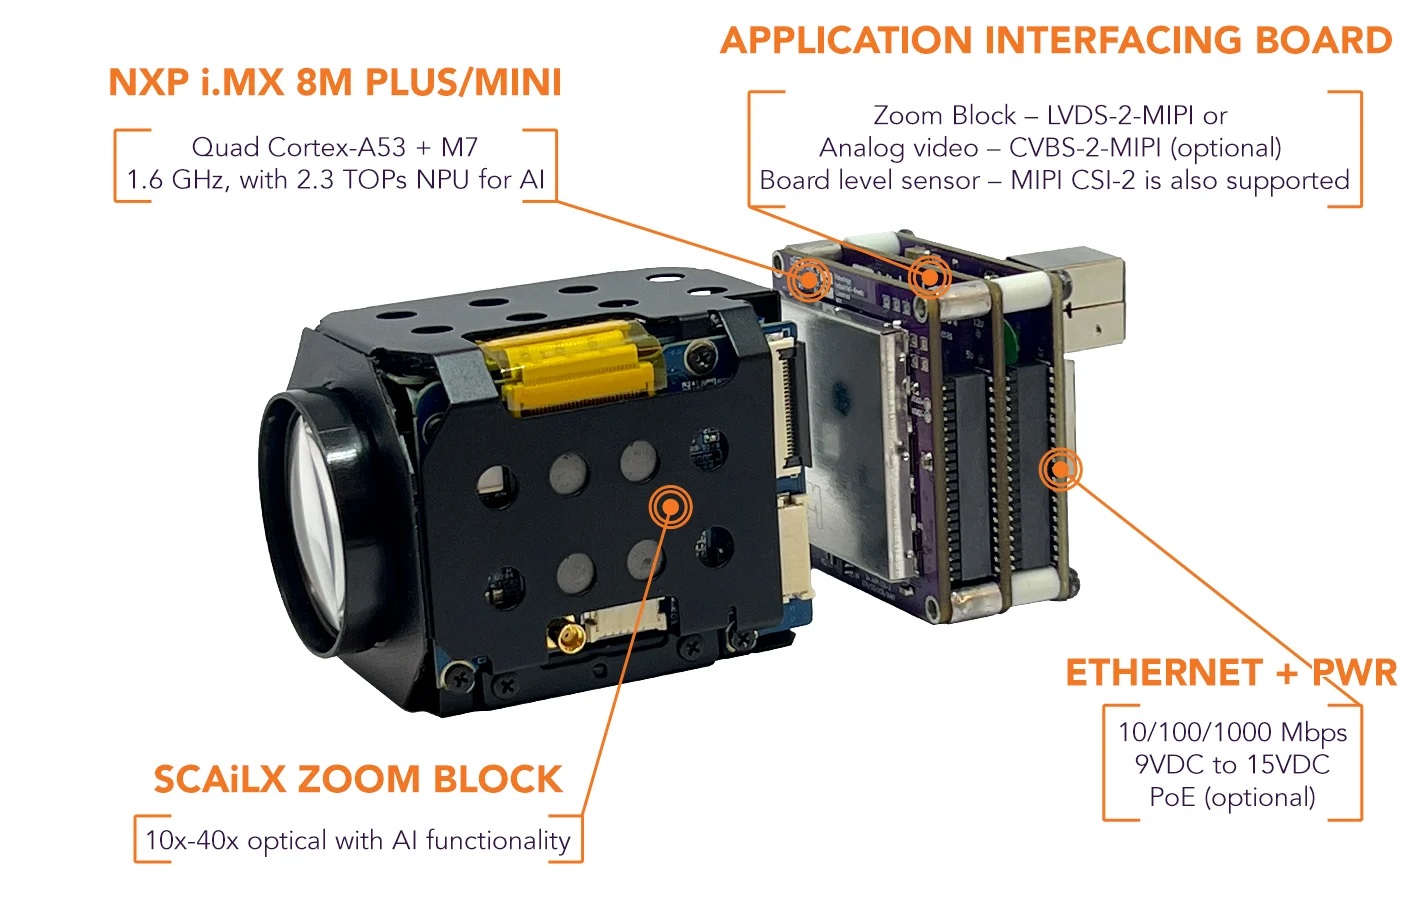 APPLICATION INTERFACING BOARD
Zoom Block – LVDS-2-MIPI or
Analog video – CVBS-2-MIPI (optional)
Board level sensor – MIPI CSI-2 is also supported
NXP i.MX 8M PLUS/MINI
Quad Cortex-A53 + M7
1.6 GHz, with 2.3 TOPs NPU for AI
ETHERNET + PWR
10/100/1000 Mbps
9VDC to 15VDC
PoE (optional)
SCAiLX ZOOM BLOCK
10x-40x optical with AI functionality